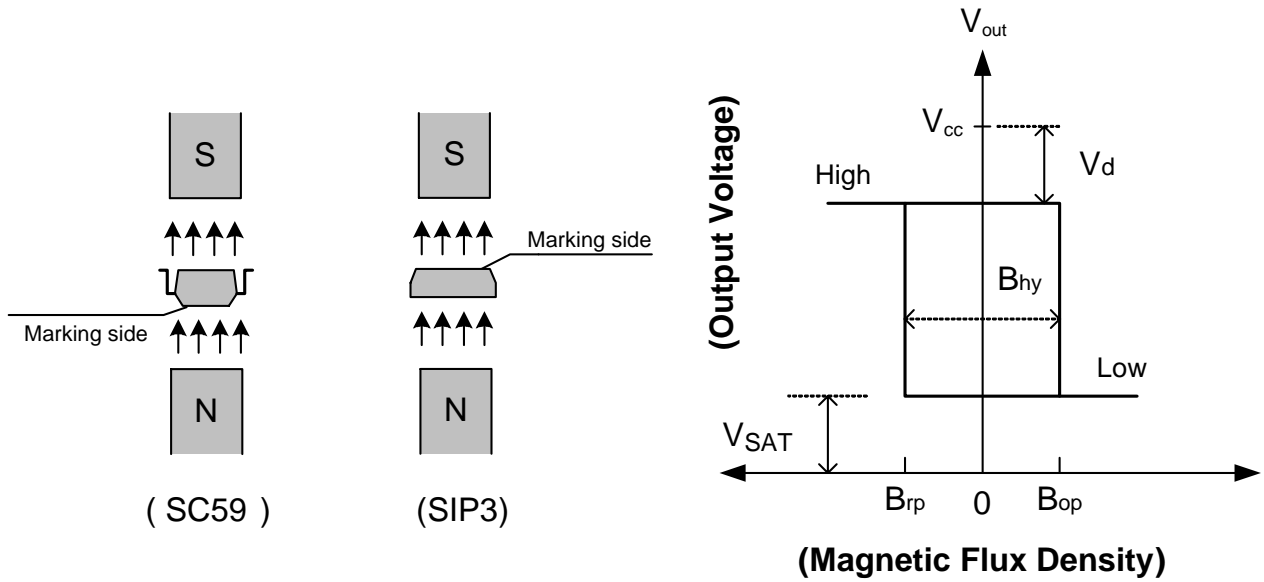 S
S
Marking side
Marking side
N
N
( SC59 )
(SIP3)
Vout
Vcc
Vd
High
(Output Voltage)
Bhy
Low
VSAT
Brp
0
Bop
(Magnetic Flux Density)